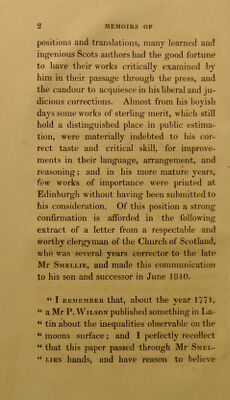 2 MEMOIRS OF
positions and translations, many learned and
ingenious Scots authors had the good fortune
to have their works critically examined by
him in their passage through the press, and
the candour to acquiesce in his liberal and ju-
dicious corrections. Almost from his boyish
days some works of sterling merit, which still
hold a distinguished place in public estima-
tion, were materially indebted to his cor-
rect taste and critical skill, for improve-
ments in their language, arrangement, and
reasoning; and in his more mature years,
few works of importance were printed at
Edinburgh without having been submitted to
his consideration. Of this position a strong
confirmation is afforded in the following
extract of a letter from a respectable and
worthy clergyman of the Church of Scotland,
who was several years corrector to the late
Mr Smellie, and made this communication
to his son and successor in June 1810.
" I remember that, about the year 1771,
" a Mr P. Wilson published something in La-
" tin about the inequalities observable on the
" moons surface; and I perfectly recollect
" that this paper passed through Mr Smel-
" lies hands, and have reason to believe